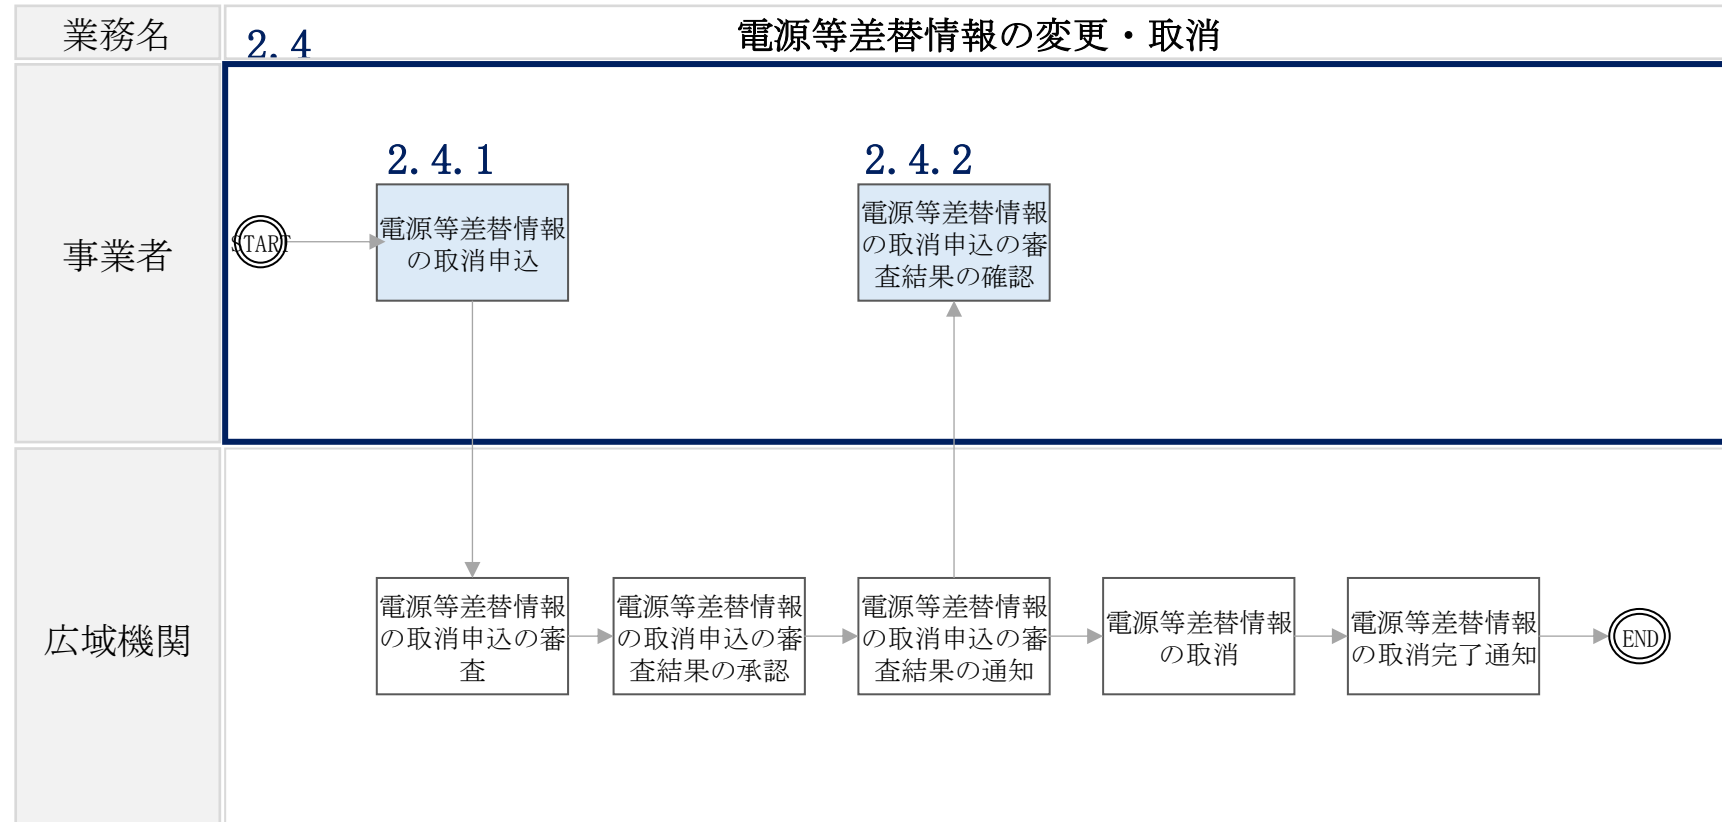 業務名
2.4
電源等差替情報の変更・取消
事業者
START
2.4.1
電源等差替情報
の取消申込
2.4.2
電源等差替情報
の取消申込の審
査結果の確認
広域機関
電源等差替情報
の取消申込の審
査
電源等差替情報
の取消申込の審
査結果の承認
電源等差替情報
の取消申込の審
査結果の通知
電源等差替情報
の取消
電源等差替情報
の取消完了通知
END